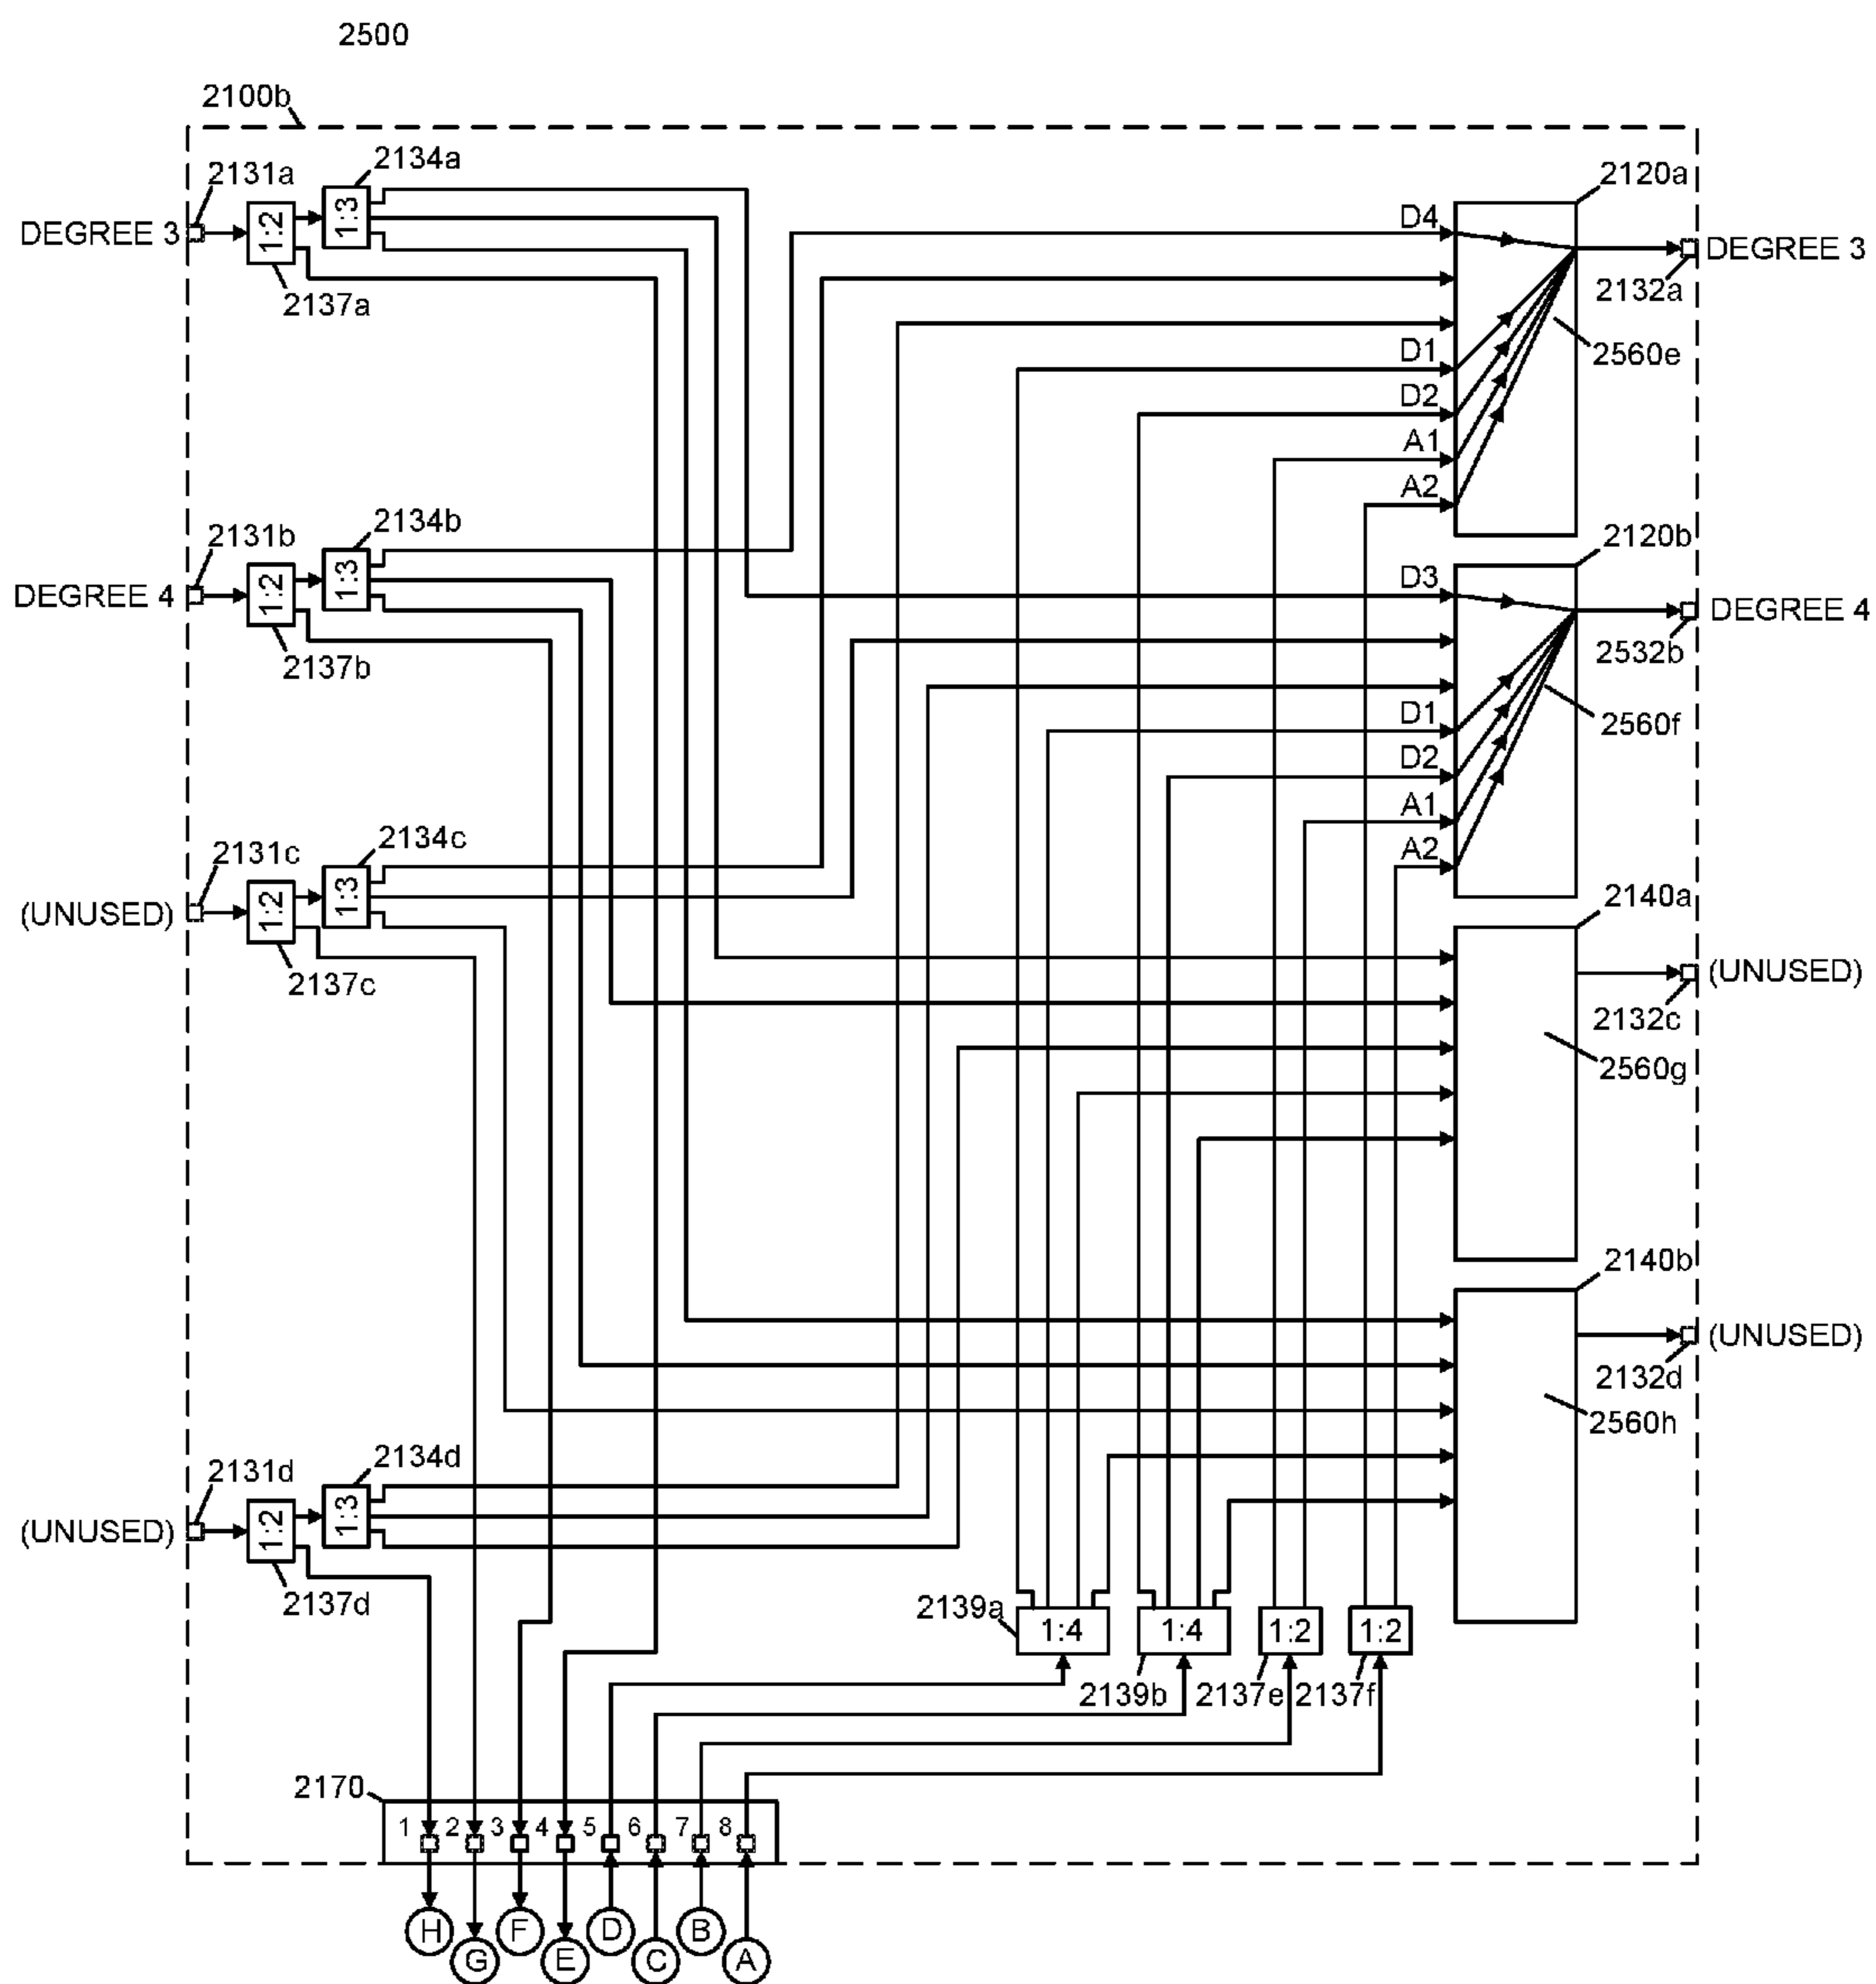 2500
2100b
2131a
2134a
2120a
DEGREE 3
1:2
1:3
D4
DEGREE 3
2137a
2132a
D1
2560e
D2
A1
A2
2131b
2134b
2120b
DEGREE 4
1:2
1:3
D3
DEGREE 4
2137b
2532b
D1
2560f
D2
A1
A2
2131c
2134c
2140a
(UNUSED)
1:2
1:3
2137c
(UNUSED)
2132c
2560g
2140b
(UNUSED)
2132d
2560h
2131d
2134d
(UNUSED)
1:2
1:3
2137d
2139a
1:4
1:4
1:2
1:2
2139b
2137e
2137f
2170
1 2 3 4 5 6 7 8
H
F
D
B
G
E
C
A